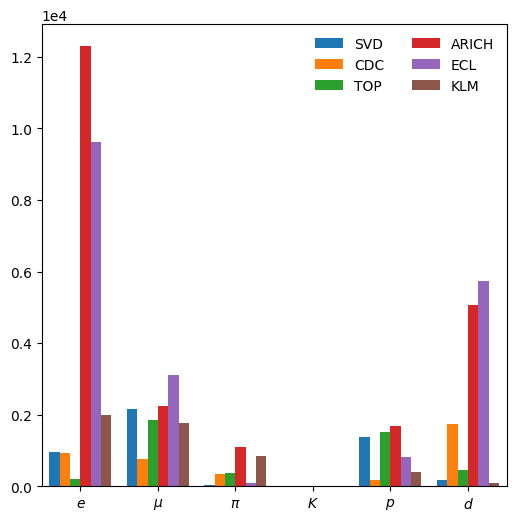 1e4
SVD ARICH
CDC ECL
TOP KLM
1.2
1.0
0.8
0.6
0.4
0.2
0.0
e μ π K p d